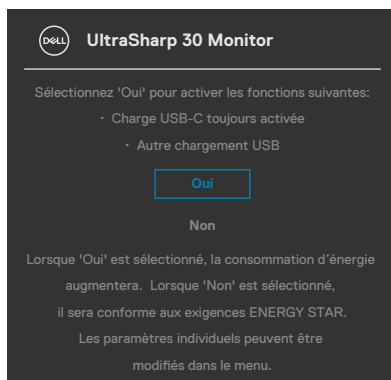 DELL UltraSharp 30 Monitor
Sélectionnez 'Oui' pour activer les fonctions suivantes:
· Charge USB-C toujours activée
· Autre chargement USB
Oui
Non
Lorsque 'Oui' est sélectionné, la consommation d'énergie
augmentera. Lorsque 'Non' est sélectionné,
il sera conforme aux exigences ENERGY STAR.
Les paramètres individuels peuvent être
modifiés dans le menu.